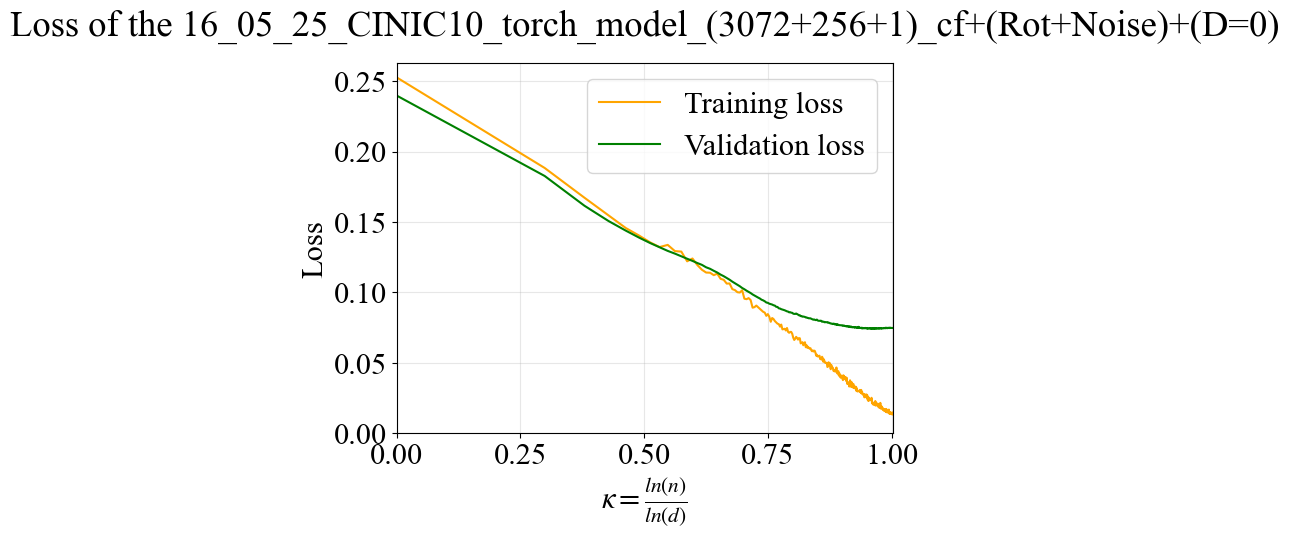 Loss of the 16_05_25_CINIC10_torch_model_(3072+256+1)_cf+(Rot+Noise)+(D=0)
Training loss
Validation loss
Loss
0.25
0.20
0.15
0.10
0.05
0.00
0.00 0.25 0.50 0.75 1.00
κ = ln(n)/ln(d)